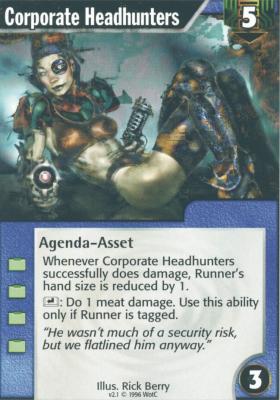 Corporate Headhunters
5
Agenda-Asset
Whenever Corporate Headhunters
successfully does damage, Runner's
hand size is reduced by 1.
: Do 1 meat damage. Use this ability
only if Runner is tagged.
"He wasn't much of a security risk,
but we flatlined him anyway."
3
Illus. Rick Berry
v2.1 © 1996 WotC